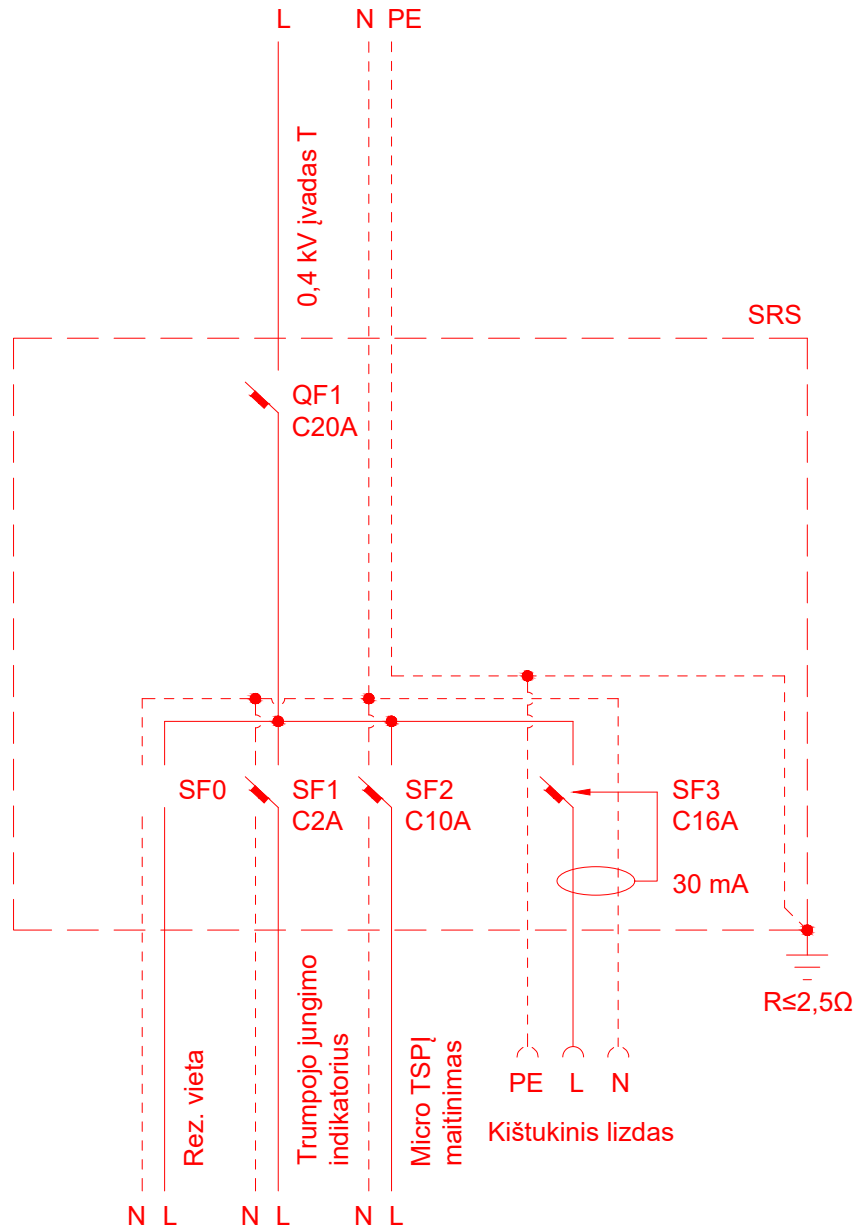 L
N PE
0,4 kV įvadas T
SRS
QF1
C20A
SF0
SF1
C2A
SF2
C10A
SF3
C16A
30 mA
R≤2,5Ω
Rez. vieta
Trumpojo jungimo
indikatorius
Micro TSPĮ
maitinimas
PE L N
Kištukinis lizdas
N L N L N L